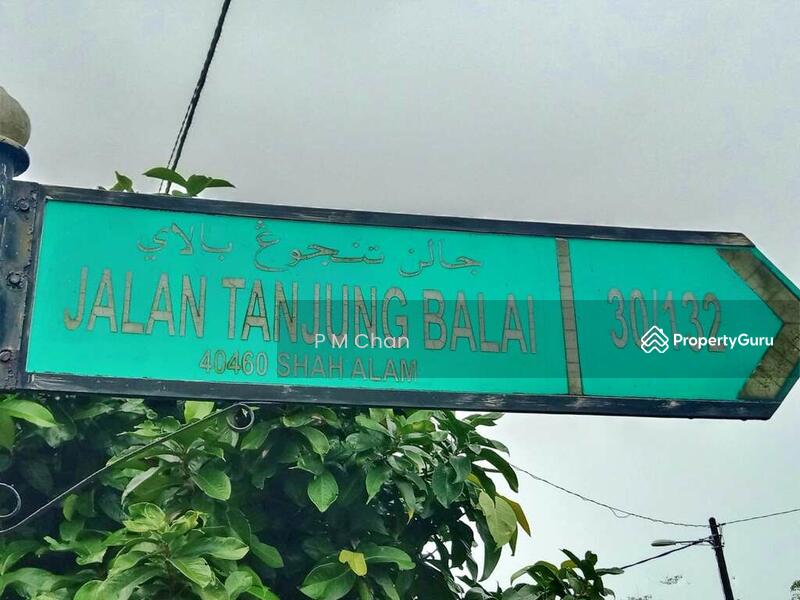 جالن تنجوڠ بالاي
JALAN TANJUNG BALAI
30/132
40460 SHAH ALAM
P M Chan
PropertyGuru